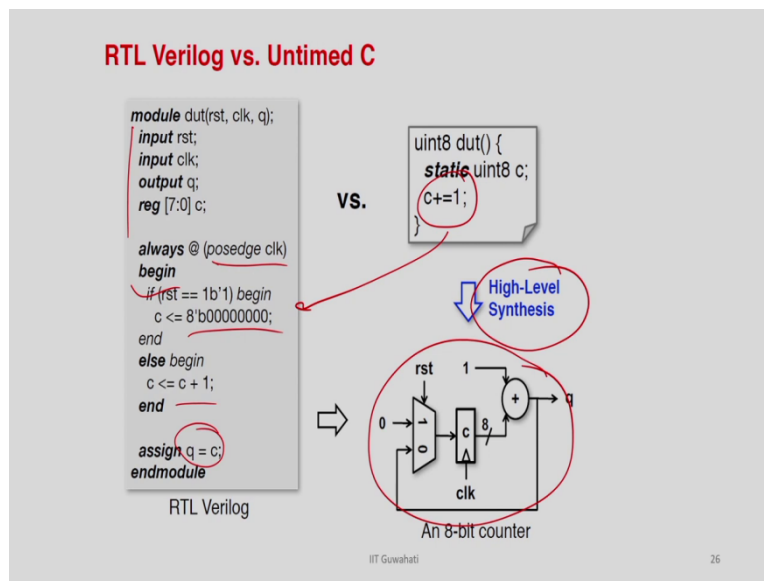 RTL Verilog vs. Untimed C
module dut(rst, clk, q);
input rst;
input clk;
output q;
reg [7:0] c;
always @ (posedge clk)
begin
if (rst == 1b'1) begin
c <= 8'b00000000;
end
else begin
c <= c + 1;
end
assign q = c;
endmodule
RTL Verilog
vs.
uint8 dut() {
static uint8 c;
c+=1;
}
High-Level
Synthesis
rst
1
+
q
0
1
0
c
8
clk
An 8-bit counter
IIT Guwahati
26